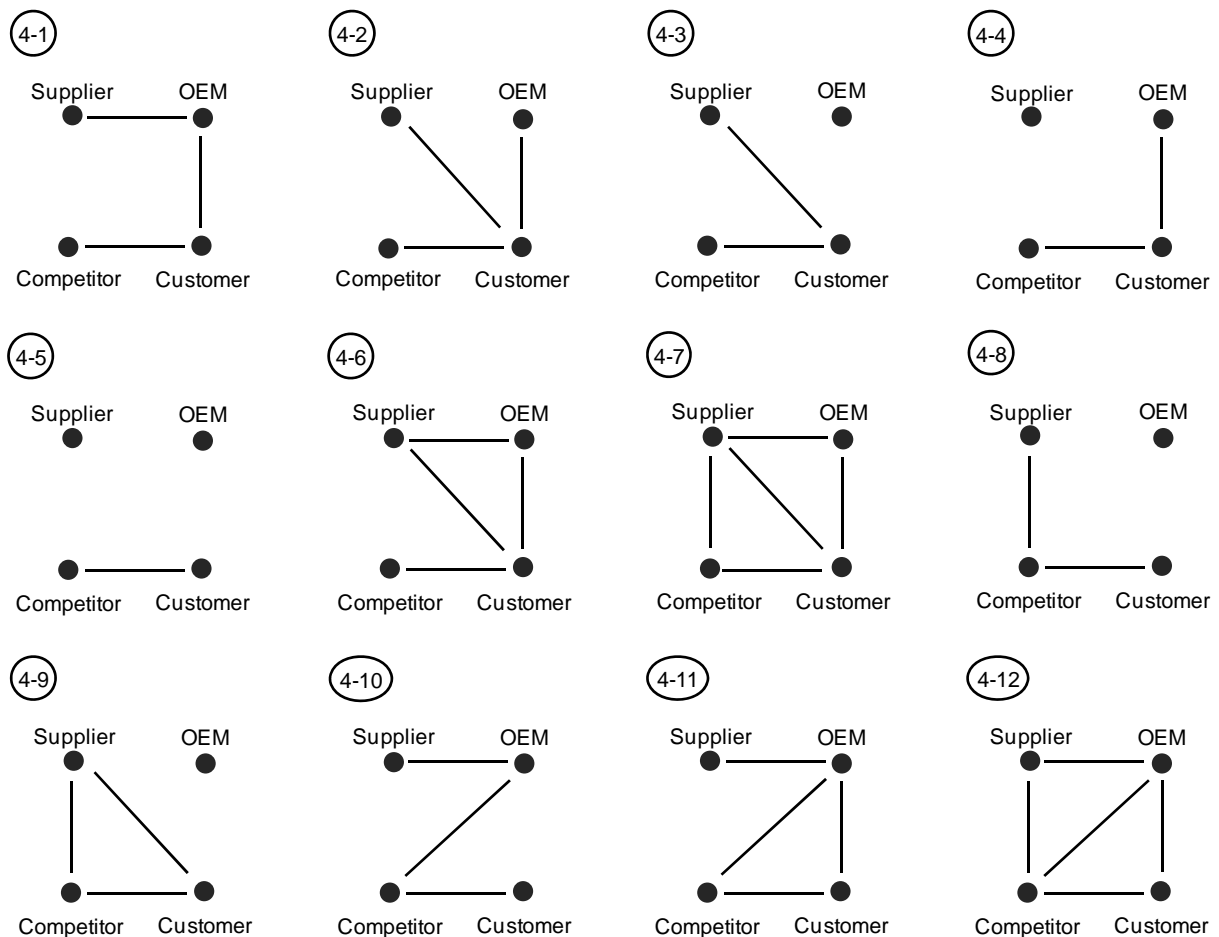 4-1 4-2 4-3 4-4
Supplier OEM Supplier OEM Supplier OEM Supplier OEM
Competitor Customer Competitor Customer Competitor Customer Competitor Customer
4-5 4-6 4-7 4-8
Supplier OEM Supplier OEM Supplier OEM Supplier OEM
Competitor Customer Competitor Customer Competitor Customer Competitor Customer
4-9 4-10 4-11 4-12
Supplier OEM Supplier OEM Supplier OEM Supplier OEM
Competitor Customer Competitor Customer Competitor Customer Competitor Customer